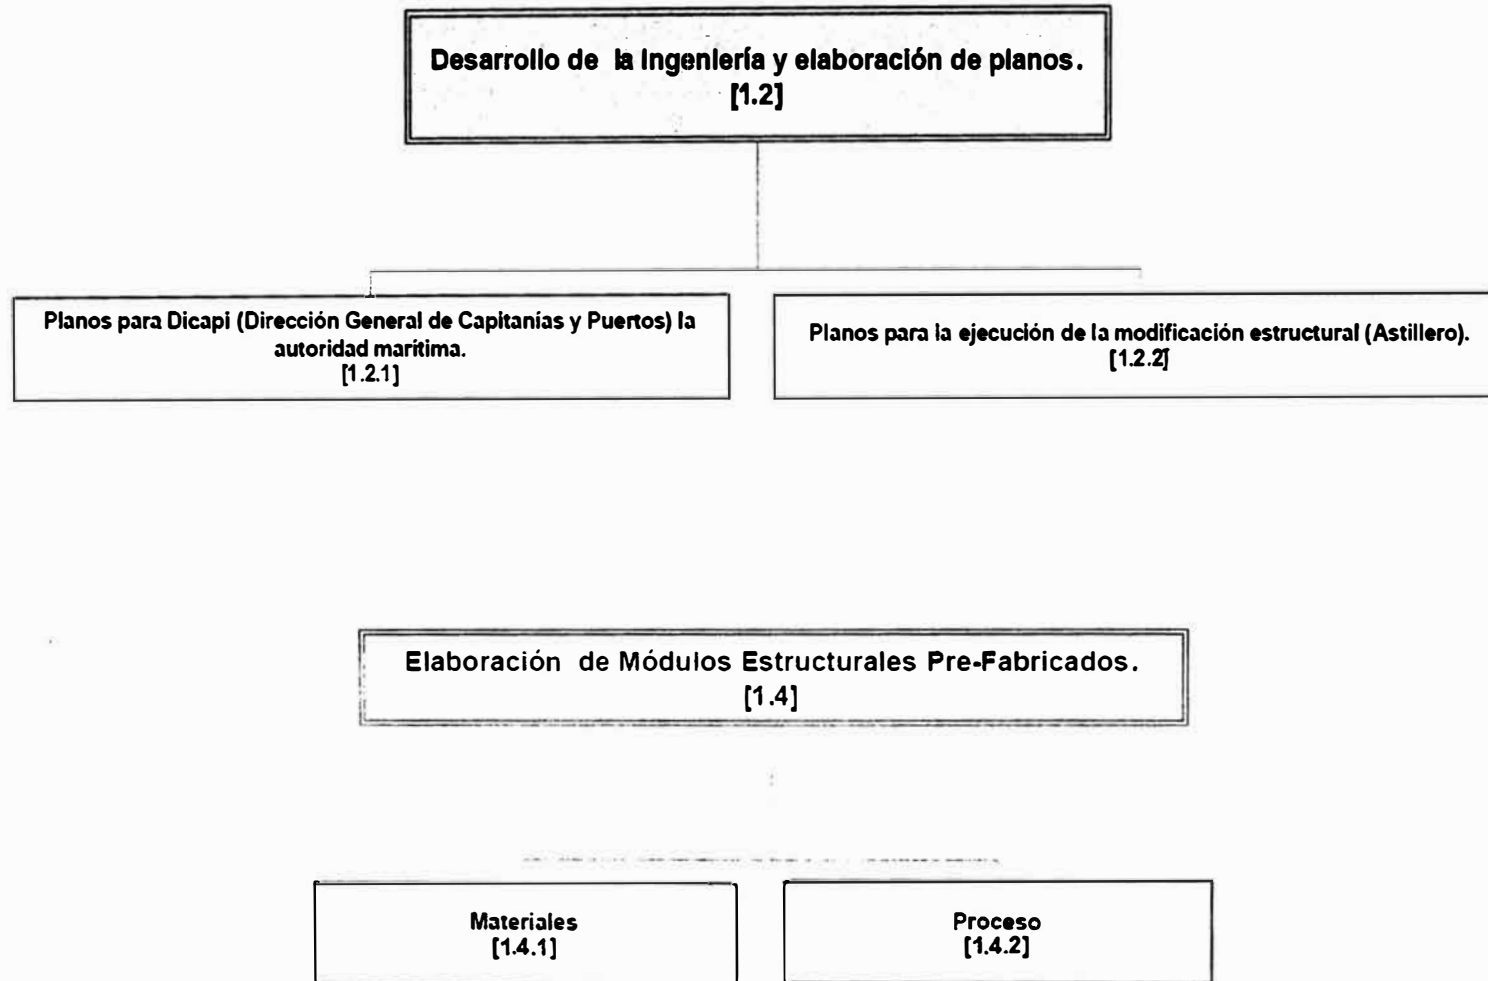 Desarrollo de la Ingeniería y elaboración de planos.
[1.2]
Planos para Dicapi (Dirección General de Capitanías y Puertos) la
autoridad marítima.
[1.2.1]
Planos para la ejecución de la modificación estructural (Astillero).
[1.2.2]
Elaboración de Módulos Estructurales Pre-Fabricados.
[1.4]
Materiales
[1.4.1]
Proceso
[1.4.2]